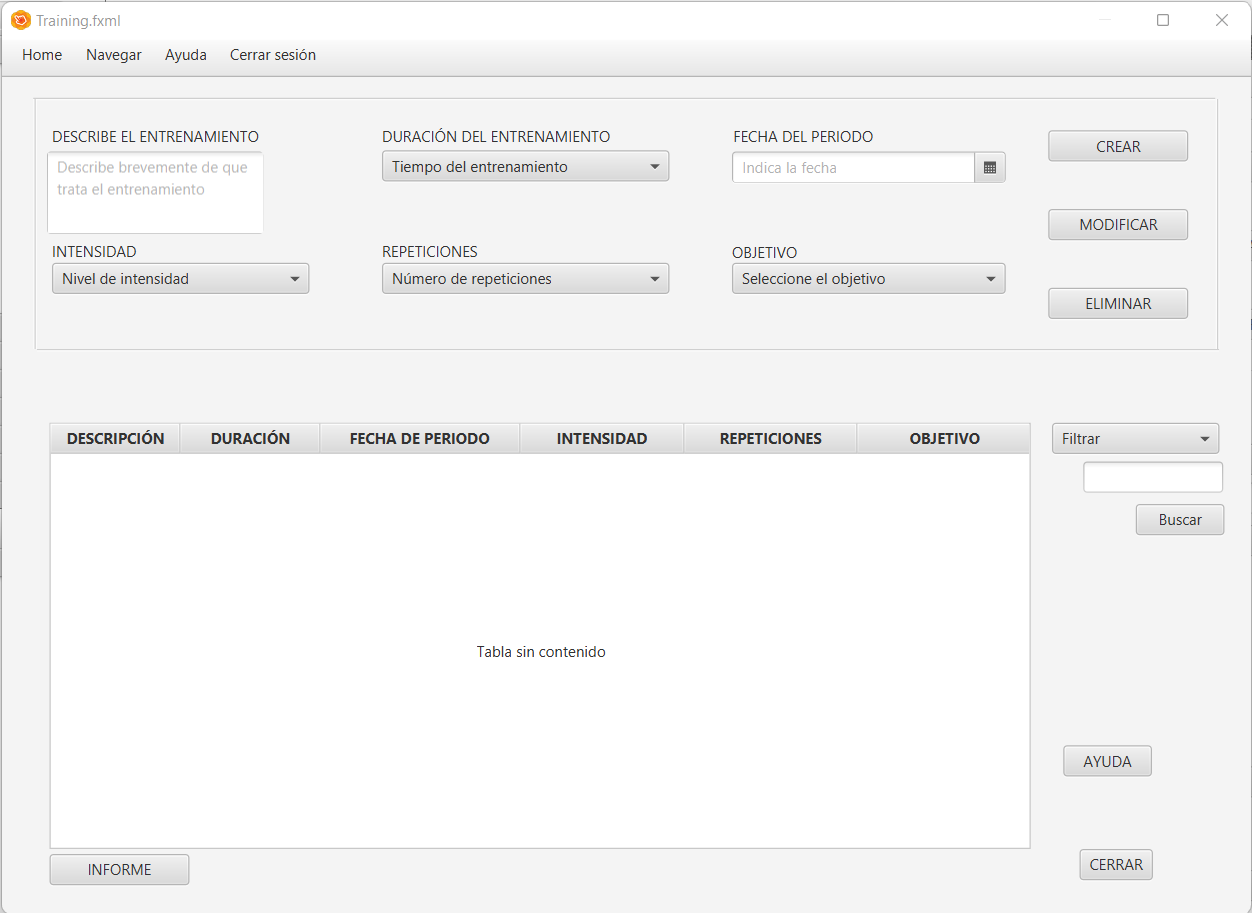 Training.fxml
Home Navegar Ayuda Cerrar sesión
DESCRIBE EL ENTRENAMIENTO
Describe brevemente de que
trata el entrenamiento
DURACIÓN DEL ENTRENAMIENTO
Tiempo del entrenamiento
FECHA DEL PERIODO
Indica la fecha
CREAR
MODIFICAR
INTENSIDAD
Nivel de intensidad
REPETICIONES
Número de repeticiones
OBJETIVO
Seleccione el objetivo
ELIMINAR
DESCRIPCIÓN DURACIÓN FECHA DE PERIODO INTENSIDAD REPETICIONES OBJETIVO
Filtrar
Buscar
Tabla sin contenido
AYUDA
INFORME
CERRAR